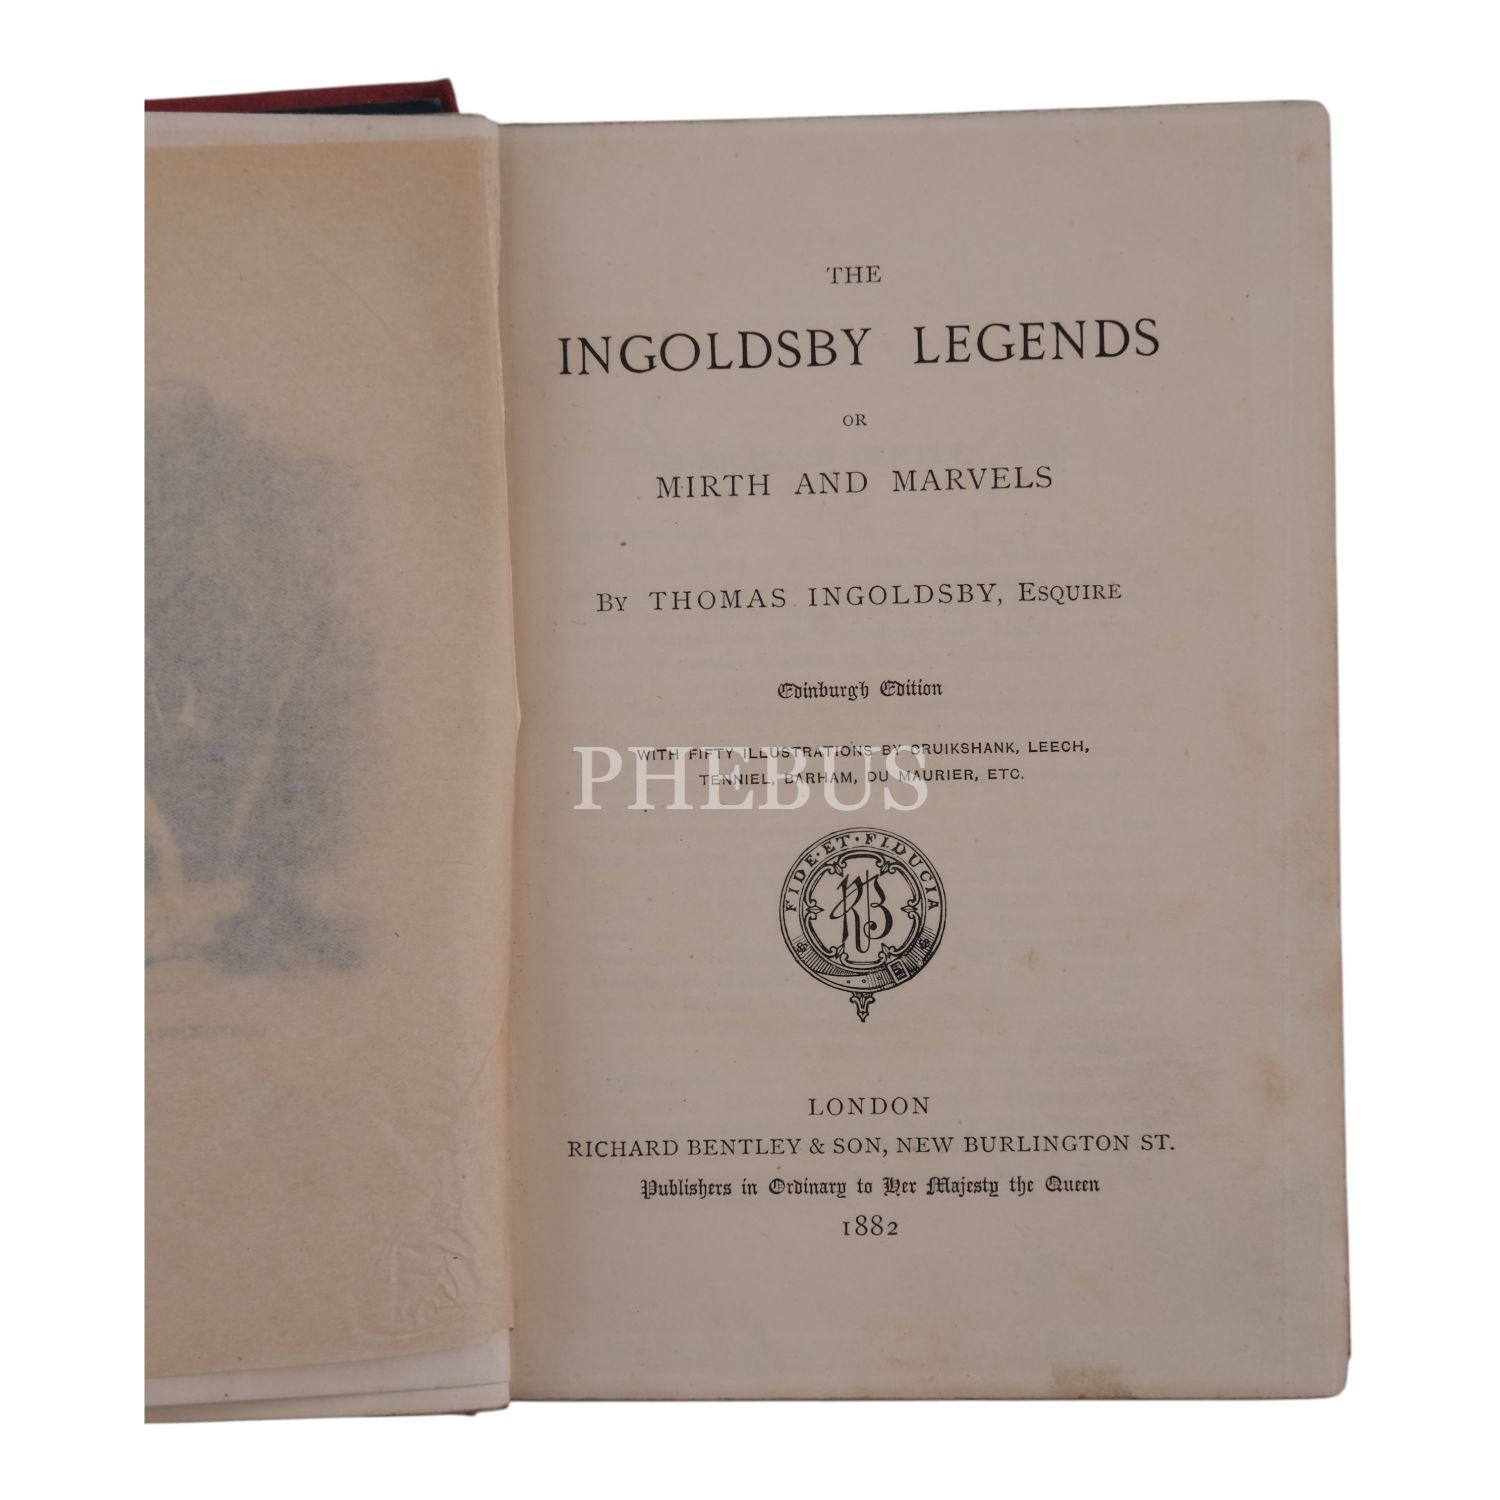 THE
INGOLDSBY LEGENDS
OR
MIRTH AND MARVELS
BY THOMAS INGOLDSBY, ESQUIRE
Edinburgh Edition
WITH FIFTY ILLUSTRATIONS BY CRUIKSHANK, LEECH,
TENNIEL, BARHAM, DU MAURIER, ETC.
PHEBUS
FIDE·ET·FIDUCIA
RB
LONDON
RICHARD BENTLEY & SON, NEW BURLINGTON ST.
Publishers in Ordinary to Her Majesty the Queen
1882